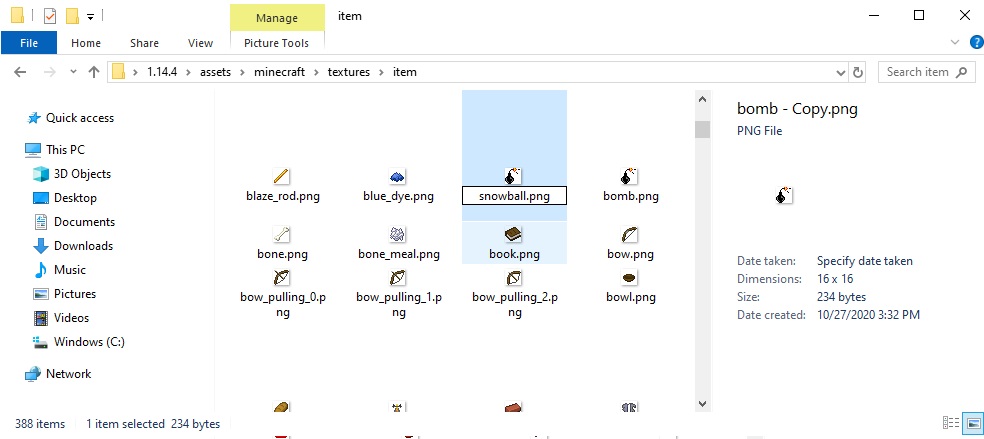 Manage
item
File
Home
Share
View
Picture Tools
1.14.4
assets
minecraft
textures
item
Search item
Quick access
This PC
3D Objects
Desktop
Documents
Downloads
Music
Pictures
Videos
Windows (C:)
Network
blaze_rod.png
blue_dye.png
snowball.png
bomb.png
bone.png
bone_meal.png
book.png
bow.png
bow_pulling_0.p
ng
bow_pulling_1.p
ng
bow_pulling_2.p
ng
bowl.png
bomb - Copy.png
PNG File
Date taken: Specify date taken
Dimensions: 16 x 16
Size: 234 bytes
Date created: 10/27/2020 3:32 PM
388 items
1 item selected 234 bytes